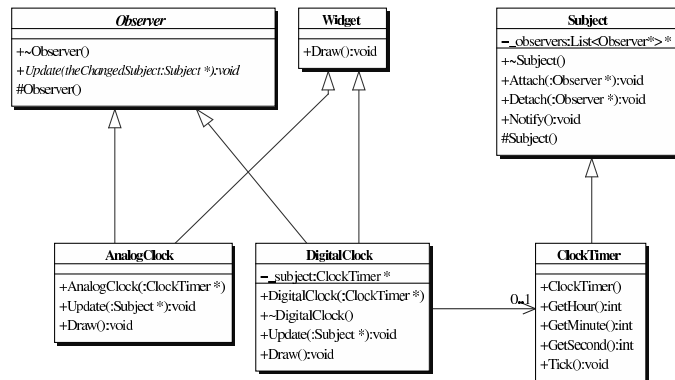 Observer
+~Observer()
+Update(theChangedSubject:Subject *):void
#Observer()
Widget
+Draw():void
Subject
-_observers:List<Observer*> *
+~Subject()
+Attach(:Observer *):void
+Detach(:Observer *):void
+Notify():void
#Subject()
AnalogClock
+AnalogClock(:ClockTimer *)
+Update(:Subject *):void
+Draw():void
DigitalClock
-_subject:ClockTimer *
+DigitalClock(:ClockTimer *)
+~DigitalClock()
+Update(:Subject *):void
+Draw():void
0..1
ClockTimer
+ClockTimer()
+GetHour():int
+GetMinute():int
+GetSecond():int
+Tick():void